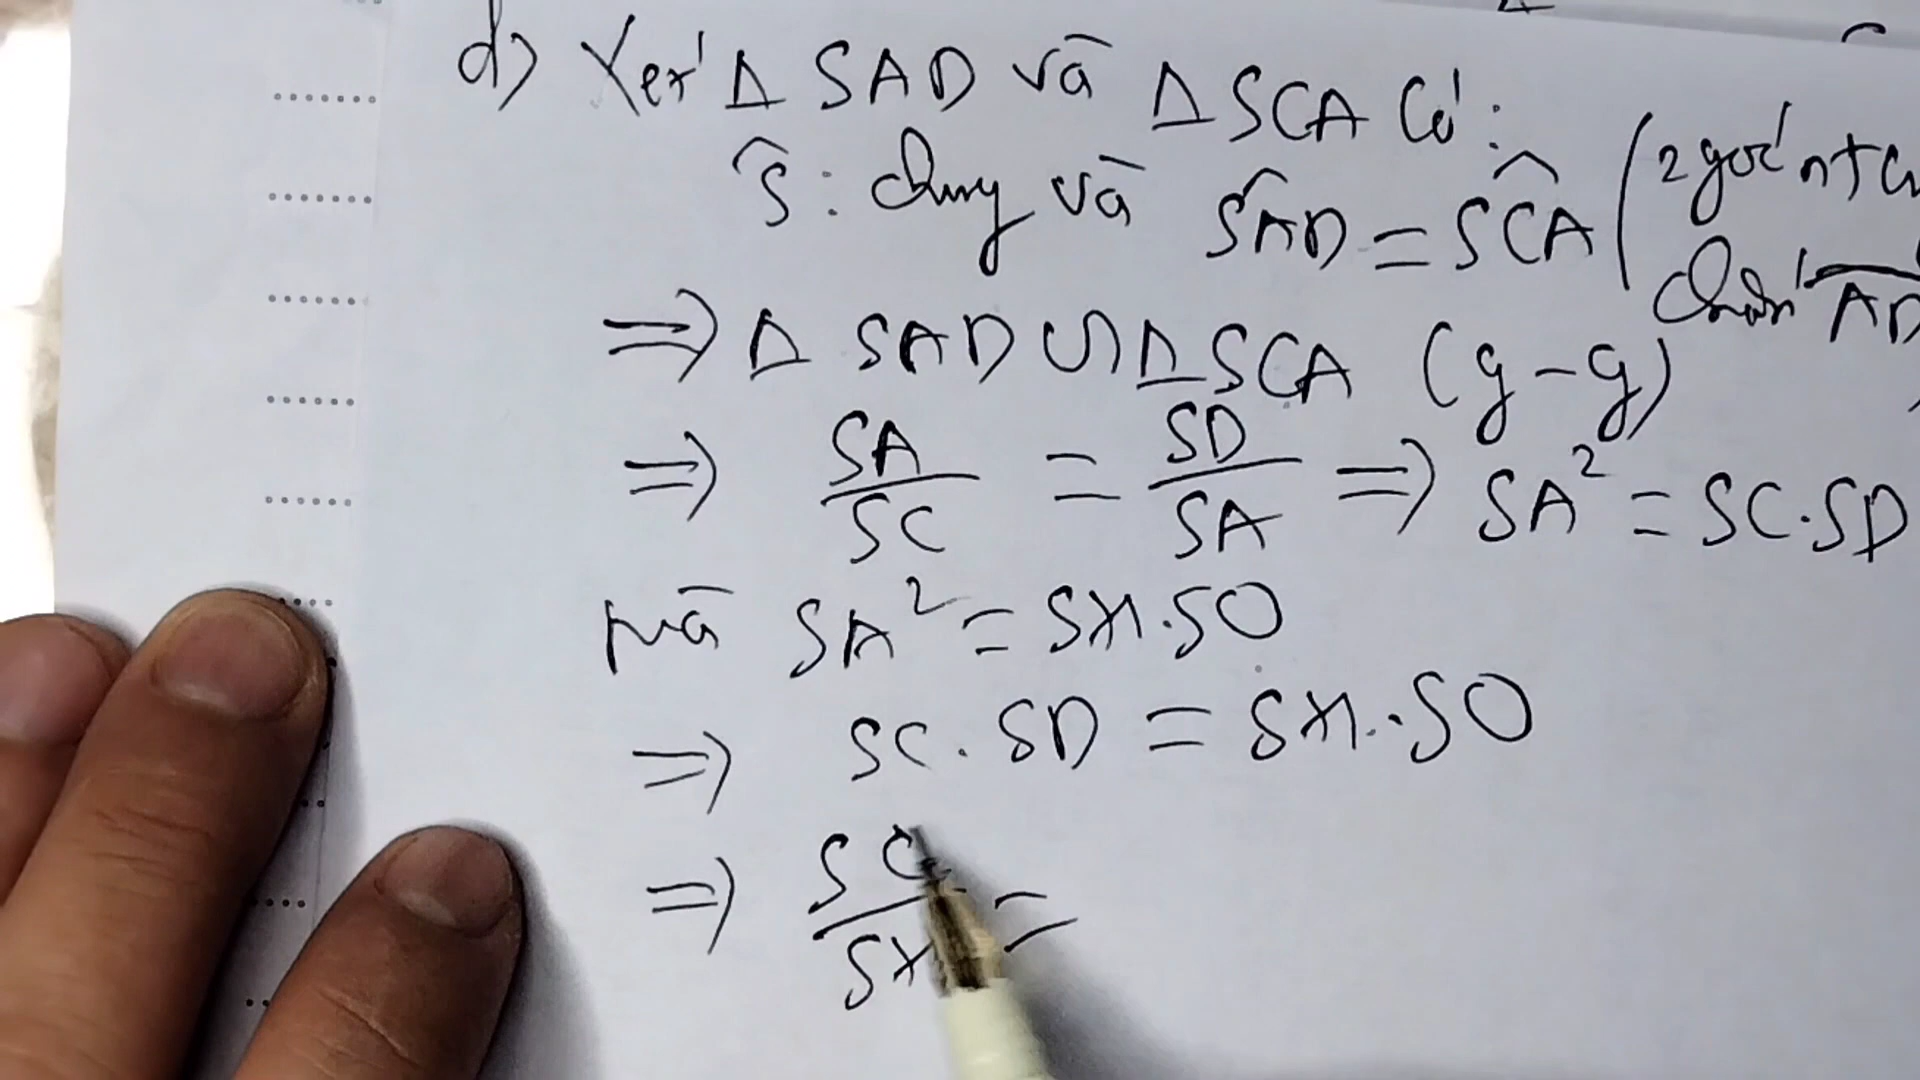 d) Xét Δ SAD và Δ SCA có:
Ŝ: chung và SÂD = SĈA (2 góc nt
chắn AD
⇒ Δ SAD ∽ Δ SCA (g-g)
⇒ SA/SC = SD/SA ⇒ SA² = SC.SD
mà SA² = SH.SO
⇒ SC.SD = SH.SO
⇒ SC/SH =